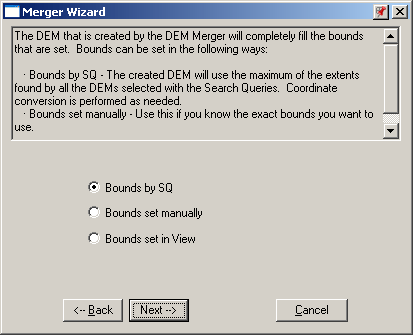 Merger Wizard
The DEM that is created by the DEM Merger will completely fill the bounds
that are set. Bounds can be set in the following ways:
· Bounds by SQ - The created DEM will use the maximum of the extents
found by all the DEMs selected with the Search Queries. Coordinate
conversion is performed as needed.
· Bounds set manually - Use this if you know the exact bounds you want to
use.
Bounds by SQ
Bounds set manually
Bounds set in View
<-- Back Next --> Cancel